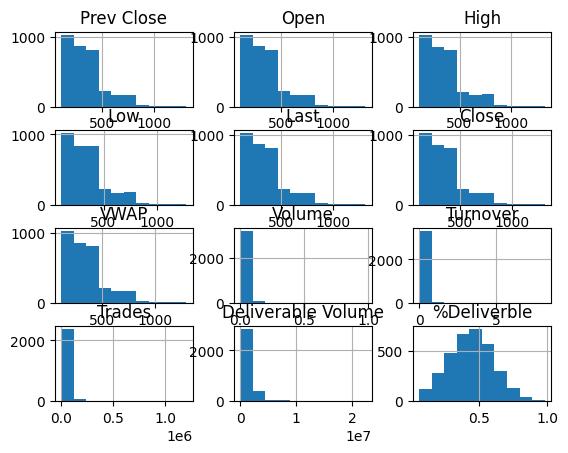 Prev Close Open High
1000 1000 1000
0 0 0
500 1000 500 1000 500 1000
Low Last Close
1000 1000 1000
0 0 0
500 1000 500 1000 500 1000
VWAP Volume Turnover
1000 2000 2000
0 0 0
500 1000 0.0 0.5 1.0 0 5
Trades Deliverable Volume %Deliverble
2000 2000 500
0 0 0
0.0 0.5 1.0 0 1 2 0.5 1.0
1e6 1e7